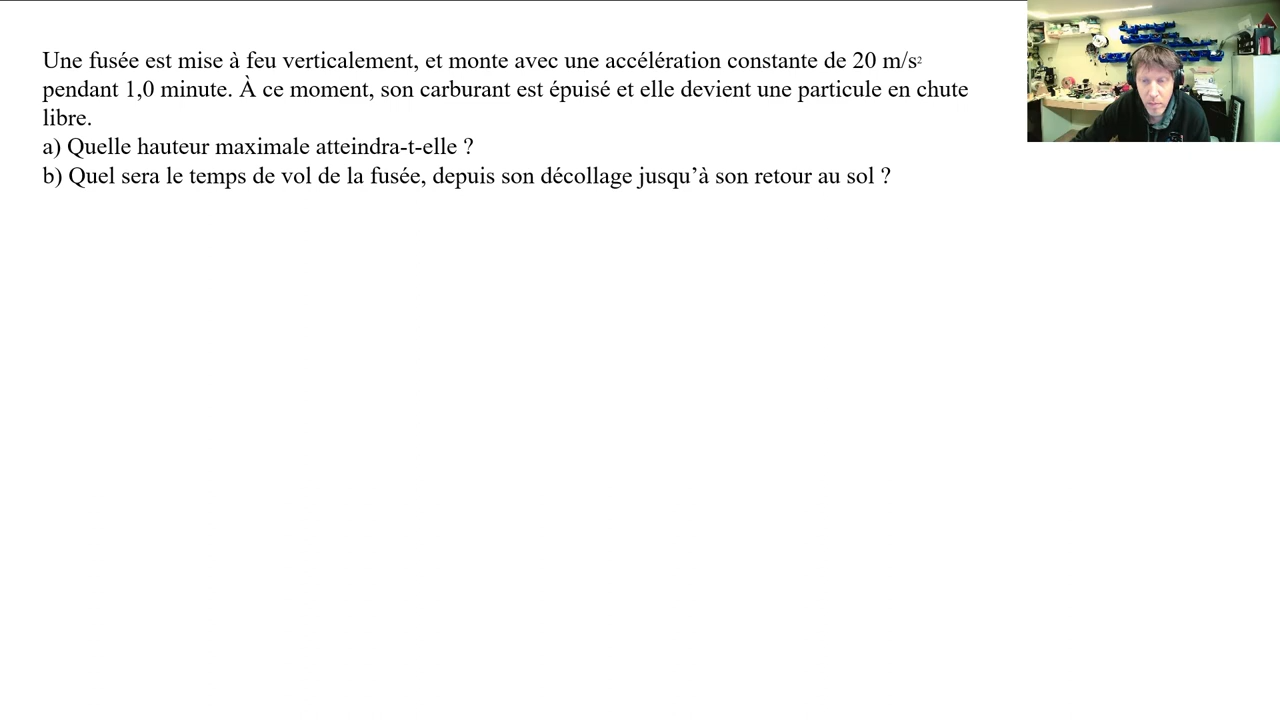 Une fusée est mise à feu verticalement, et monte avec une accélération constante de 20 m/s²
pendant 1,0 minute. À ce moment, son carburant est épuisé et elle devient une particule en chute
libre.
a) Quelle hauteur maximale atteindra-t-elle ?
b) Quel sera le temps de vol de la fusée, depuis son décollage jusqu’à son retour au sol ?